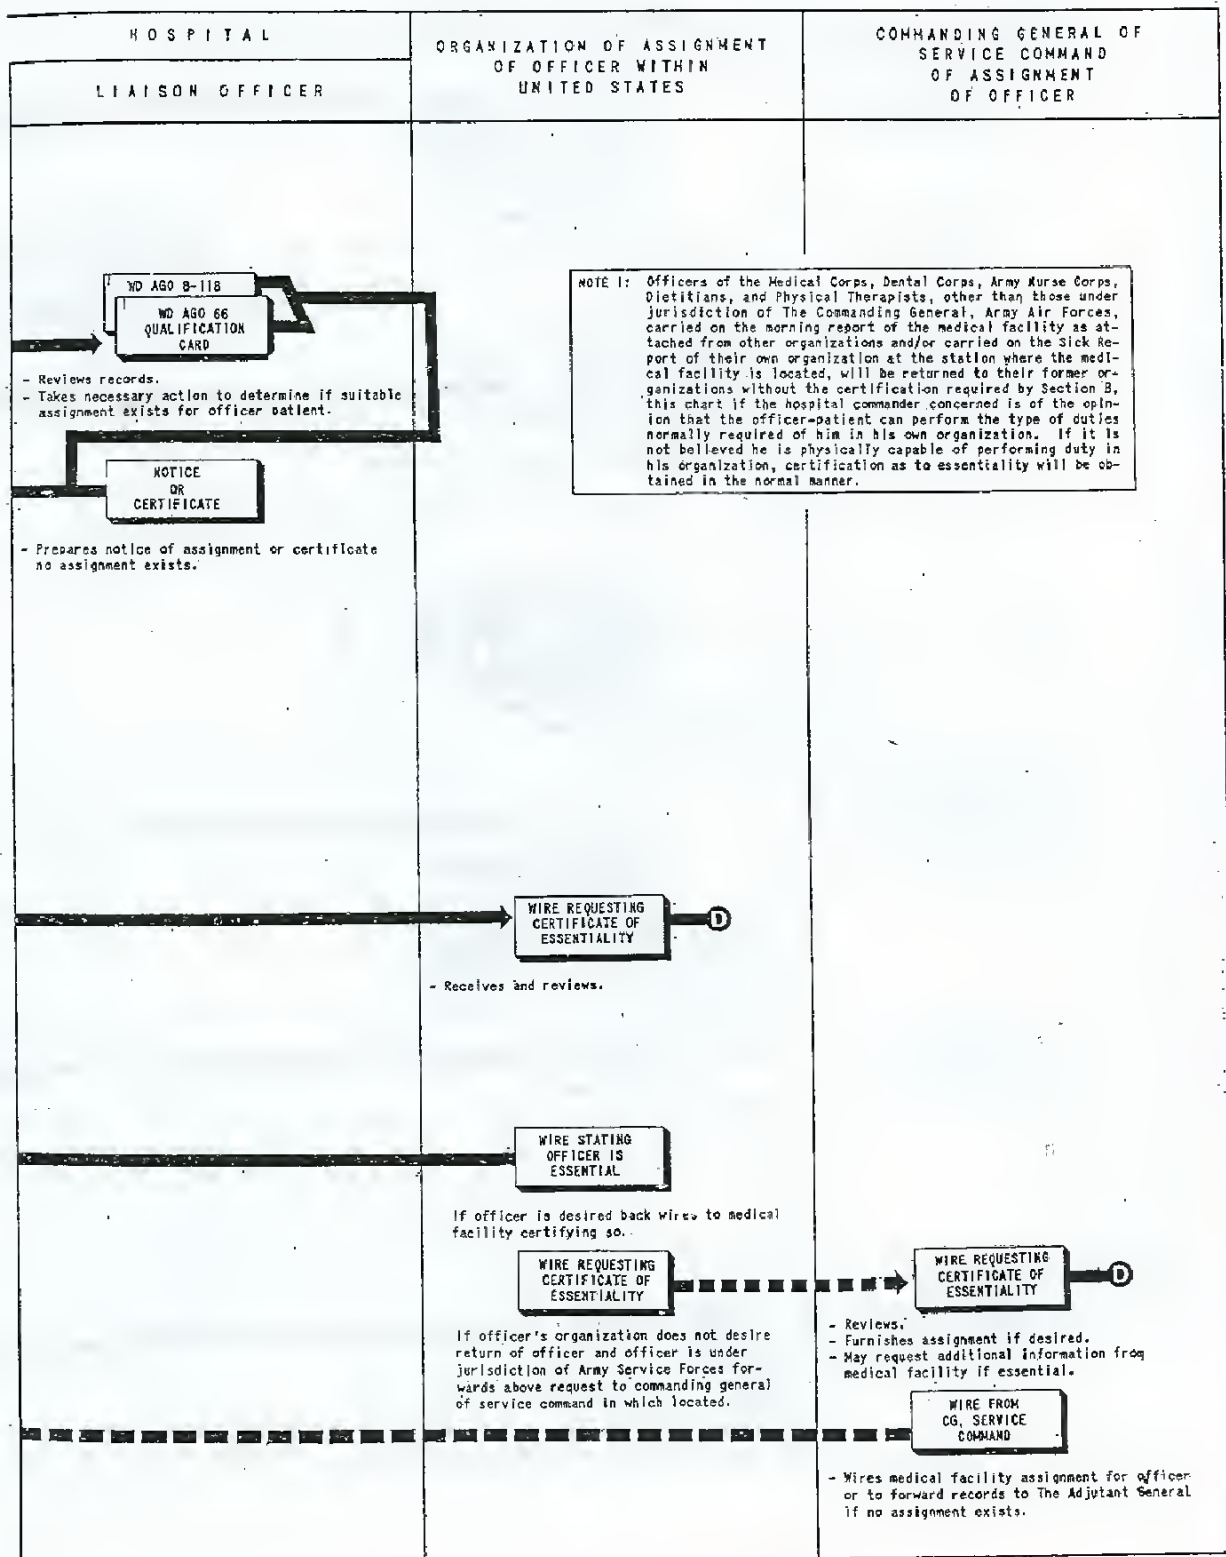 HOSPITAL
LIAISON OFFICER
ORGANIZATION OF ASSIGNMENT
OF OFFICER WITHIN
UNITED STATES
COMMANDING GENERAL OF
SERVICE COMMAND
OF ASSIGNMENT
OF OFFICER
WD AGO 8-118
WD AGO 66
QUALIFICATION
CARD
- Reviews records.
- Takes necessary action to determine if suitable
assignment exists for officer patient.
NOTICE
OR
CERTIFICATE
- Prepares notice of assignment or certificate
no assignment exists.
NOTE 1: Officers of the Medical Corps, Dental Corps, Army Nurse Corps,
Dietitians, and Physical Therapists, other than those under
jurisdiction of The Commanding General, Army Air Forces,
carried on the morning report of the medical facility as at-
tached from other organizations and/or carried on the Sick Re-
port of their own organization at the station where the medi-
cal facility is located, will be returned to their former or-
ganizations without the certification required by Section B,
this chart if the hospital commander concerned is of the opin-
ion that the officer-patient can perform the type of duties
normally required of him in his own organization. If it is
not believed he is physically capable of performing duty in
his organization, certification as to essentiality will be ob-
tained in the normal manner.
WIRE REQUESTING
CERTIFICATE OF
ESSENTIALITY
D
- Receives and reviews.
WIRE STATING
OFFICER IS
ESSENTIAL
If officer is desired back wires to medical
facility certifying so.
WIRE REQUESTING
CERTIFICATE OF
ESSENTIALITY
If officer's organization does not desire
return of officer and officer is under
jurisdiction of Army Service Forces for-
wards above request to commanding general
of service command in which located.
WIRE REQUESTING
CERTIFICATE OF
ESSENTIALITY
D
- Reviews.
- Furnishes assignment if desired.
- May request additional information from
medical facility if essential.
WIRE FROM
CG, SERVICE
COMMAND
- Wires medical facility assignment for officer
or to forward records to The Adjutant General
if no assignment exists.